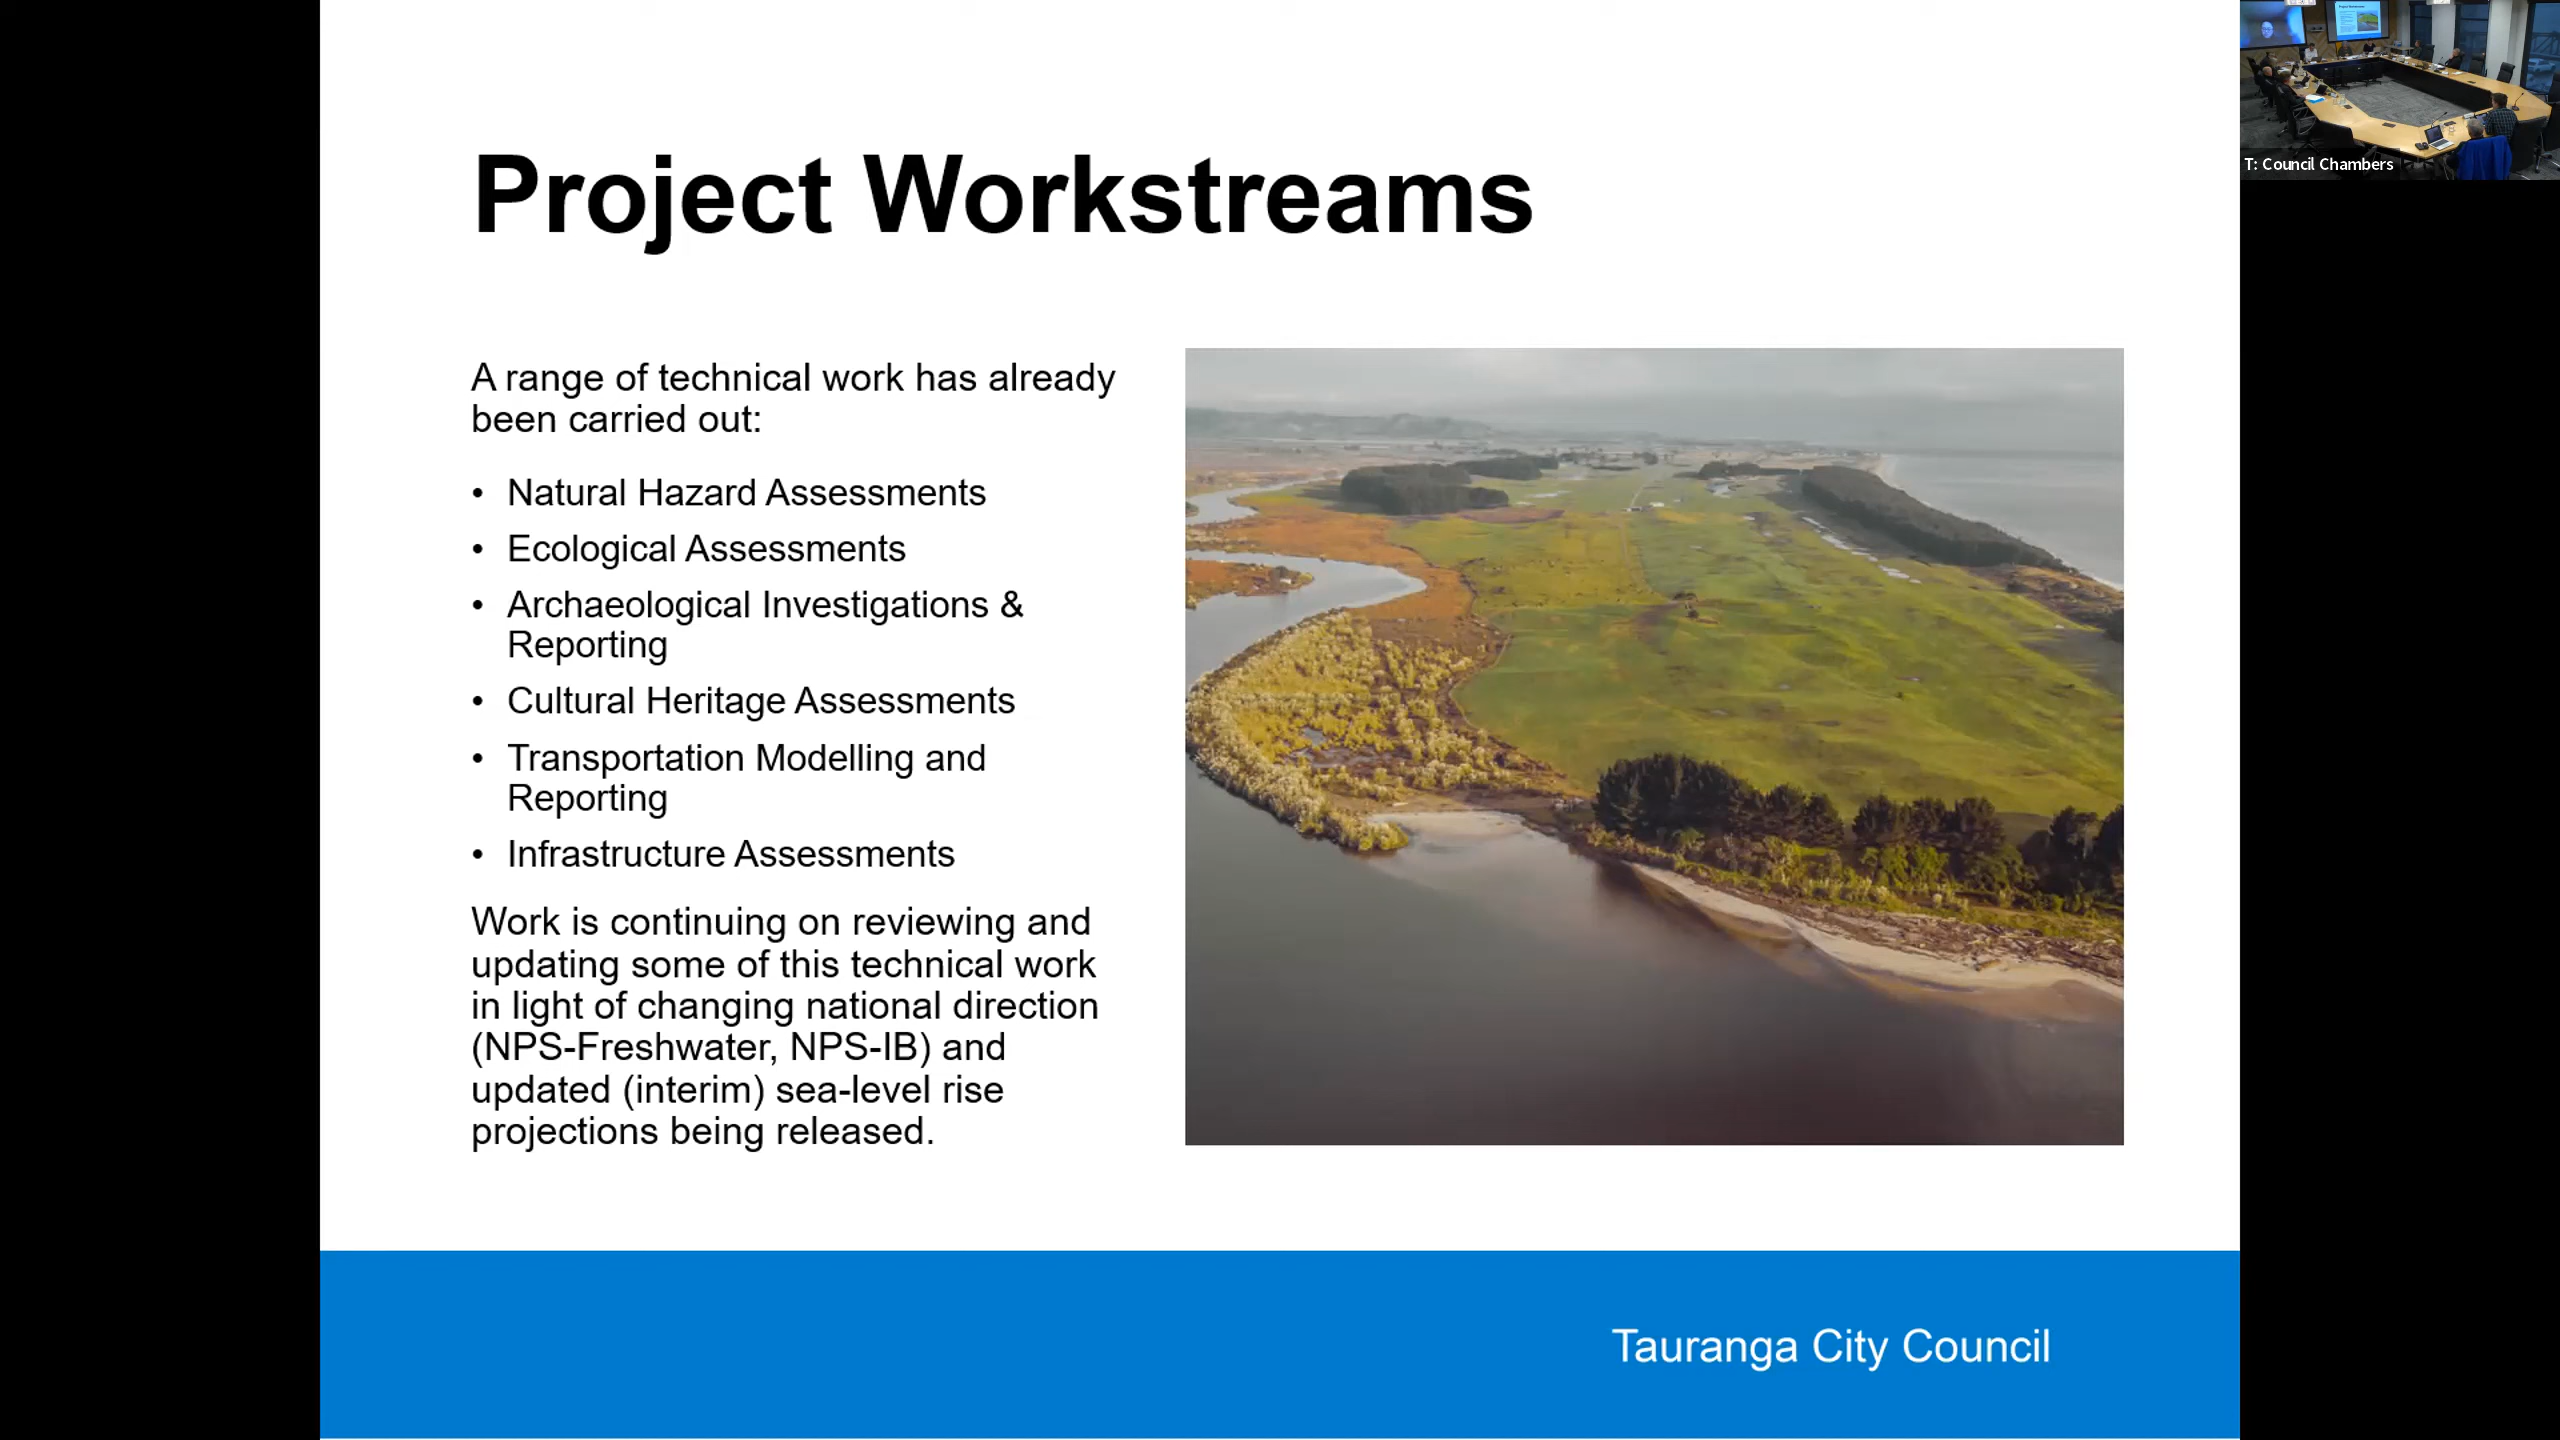 Project Workstreams
A range of technical work has already
been carried out:
• Natural Hazard Assessments
• Ecological Assessments
• Archaeological Investigations &
Reporting
• Cultural Heritage Assessments
• Transportation Modelling and
Reporting
• Infrastructure Assessments
Work is continuing on reviewing and
updating some of this technical work
in light of changing national direction
(NPS-Freshwater, NPS-IB) and
updated (interim) sea-level rise
projections being released.
Tauranga City Council
T: Council Chambers